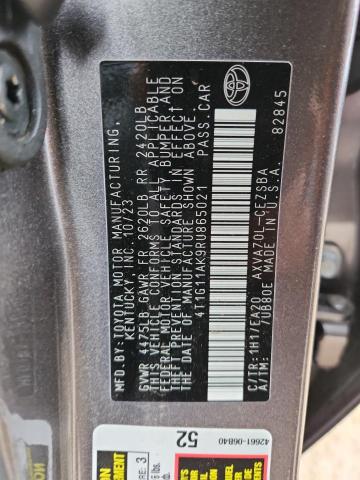 MFD.BY:TOYOTA MOTOR MANUFACTURING,
KENTUCKY,INC. 10/23
GVWR 4475LB GAWR FR 2620LB RR 2420LB
THIS VEHICLE CONFORMS TO ALL APPLICABLE
FEDERAL MOTOR VEHICLE SAFETY, BUMPER,AND
THEFT PREVENTION STANDARDS IN EFFECT ON
THE DATE OF MANUFACTURE SHOWN ABOVE.
4T1G11AK9RU865021 PASS.CAR
C/TR:1H1/EA20 AXVA70L-CEZSBA
A/TM: /U880E MADE IN U.S.A.
82845
52
42661-06B40